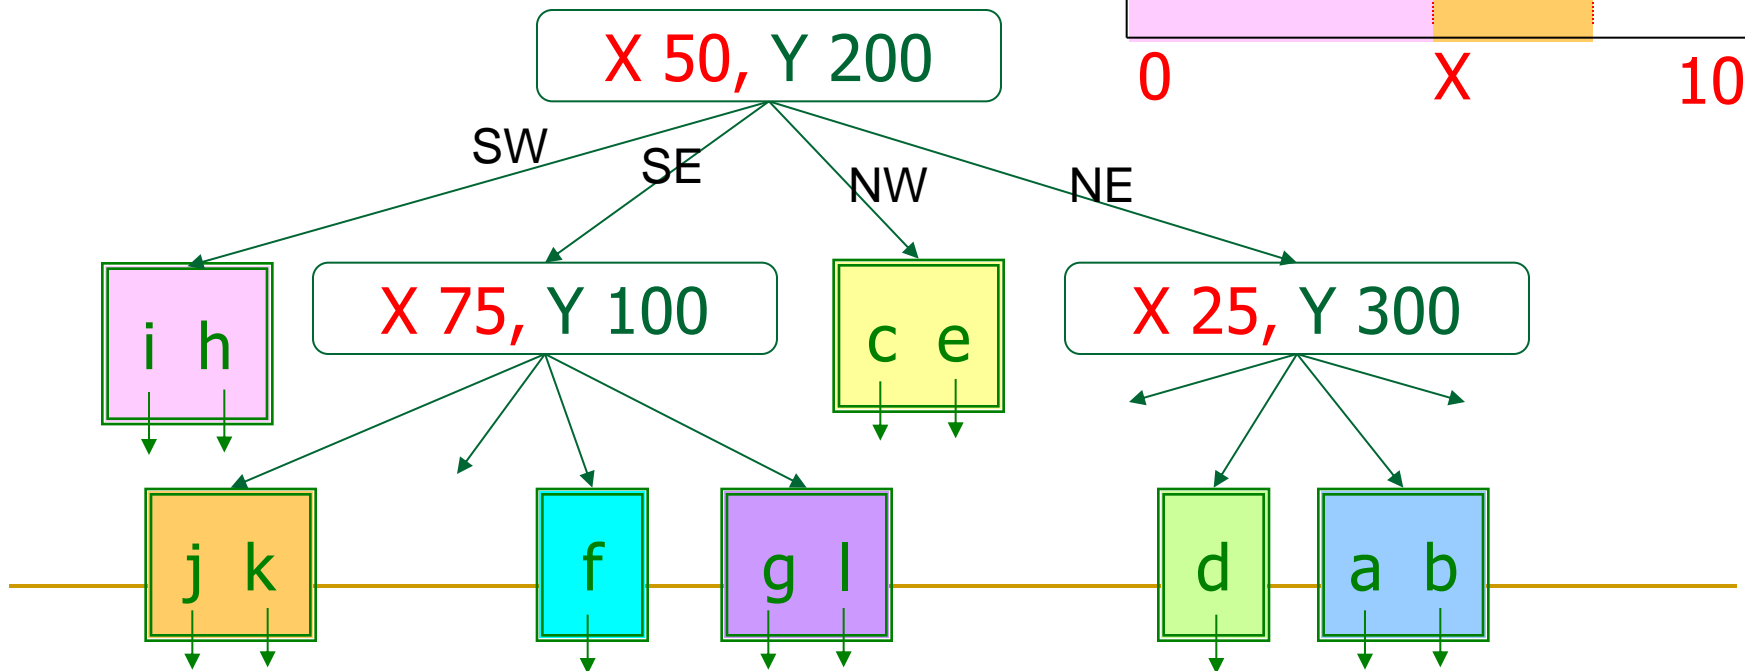 X 50, Y 200
0 X 10
SW SE NW NE
i h
X 75, Y 100
c e
X 25, Y 300
j k
f
g l
d
a b